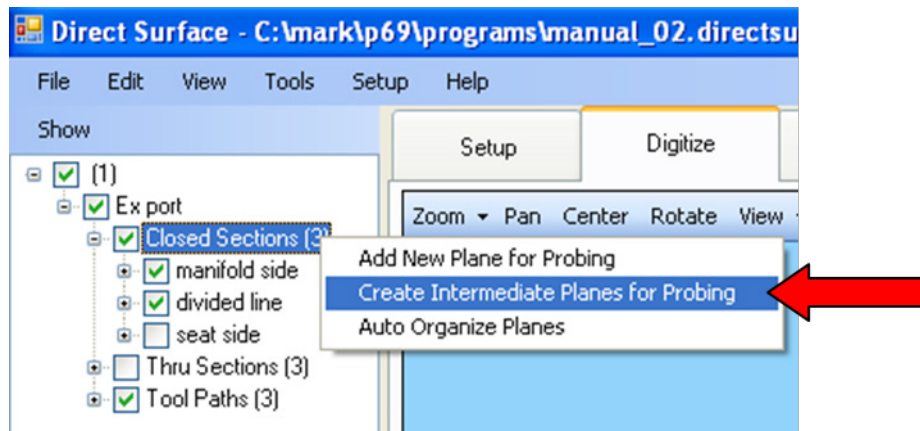 Direct Surface - C:\mark\p69\programs\manual_02.directsu
File Edit View Tools Setup Help
Show
Setup Digitize
(1)
Ex port
Zoom Pan Center Rotate View
Closed Sections (3)
Add New Plane for Probing
manifold side
Create Intermediate Planes for Probing
divided line
Auto Organize Planes
seat side
Thru Sections (3)
Tool Paths (3)